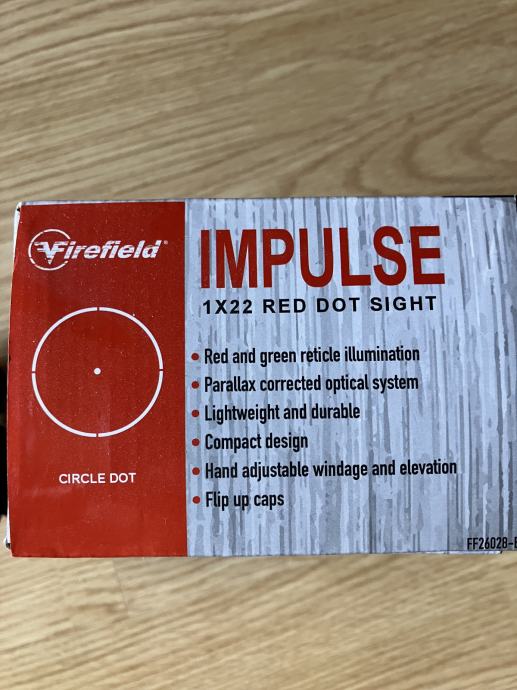 Firefield®
CIRCLE DOT
IMPULSE
1X22 RED DOT SIGHT
• Red and green reticle illumination
• Parallax corrected optical system
• Lightweight and durable
• Compact design
• Hand adjustable windage and elevation
• Flip up caps